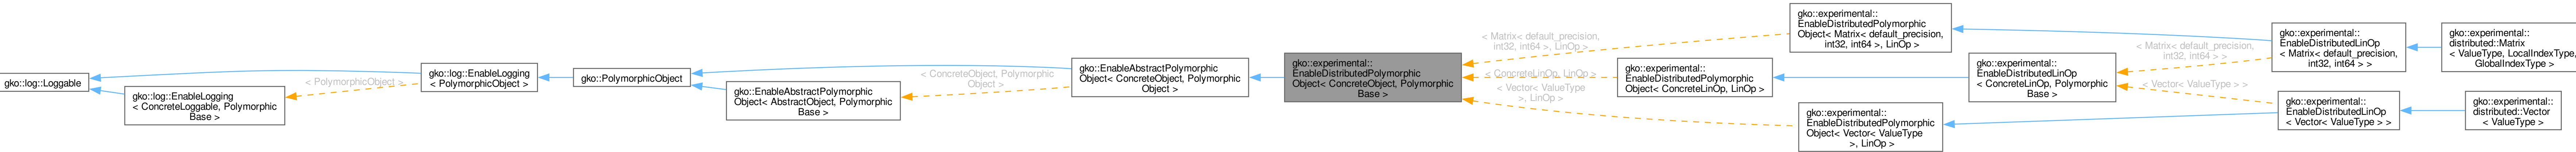 gko::log::Loggable
gko::log::EnableLogging
< ConcreteLoggable, Polymorphic
Base >
< PolymorphicObject >
gko::log::EnableLogging
< PolymorphicObject >
gko::PolymorphicObject
gko::EnableAbstractPolymorphic
Object< AbstractObject, Polymorphic
Base >
< ConcreteObject, Polymorphic
Object >
gko::EnableAbstractPolymorphic
Object< ConcreteObject, Polymorphic
Object >
gko::experimental::
EnableDistributedPolymorphic
Object< ConcreteObject, Polymorphic
Base >
< Matrix< default_precision,
int32, int64 >, LinOp >
< ConcreteLinOp, LinOp >
< Vector< ValueType
>, LinOp >
gko::experimental::
EnableDistributedPolymorphic
Object< Matrix< default_precision,
int32, int64 >, LinOp >
gko::experimental::
EnableDistributedPolymorphic
Object< ConcreteLinOp, LinOp >
gko::experimental::
EnableDistributedPolymorphic
Object< Vector< ValueType
>, LinOp >
gko::experimental::
EnableDistributedLinOp
< ConcreteLinOp, Polymorphic
Base >
< Matrix< default_precision,
int32, int64 > >
< Vector< ValueType > >
gko::experimental::
EnableDistributedLinOp
< Matrix< default_precision,
int32, int64 > >
gko::experimental::
EnableDistributedLinOp
< Vector< ValueType > >
gko::experimental::
distributed::Matrix
< ValueType, LocalIndexType,
GlobalIndexType >
gko::experimental::
distributed::Vector
< ValueType >